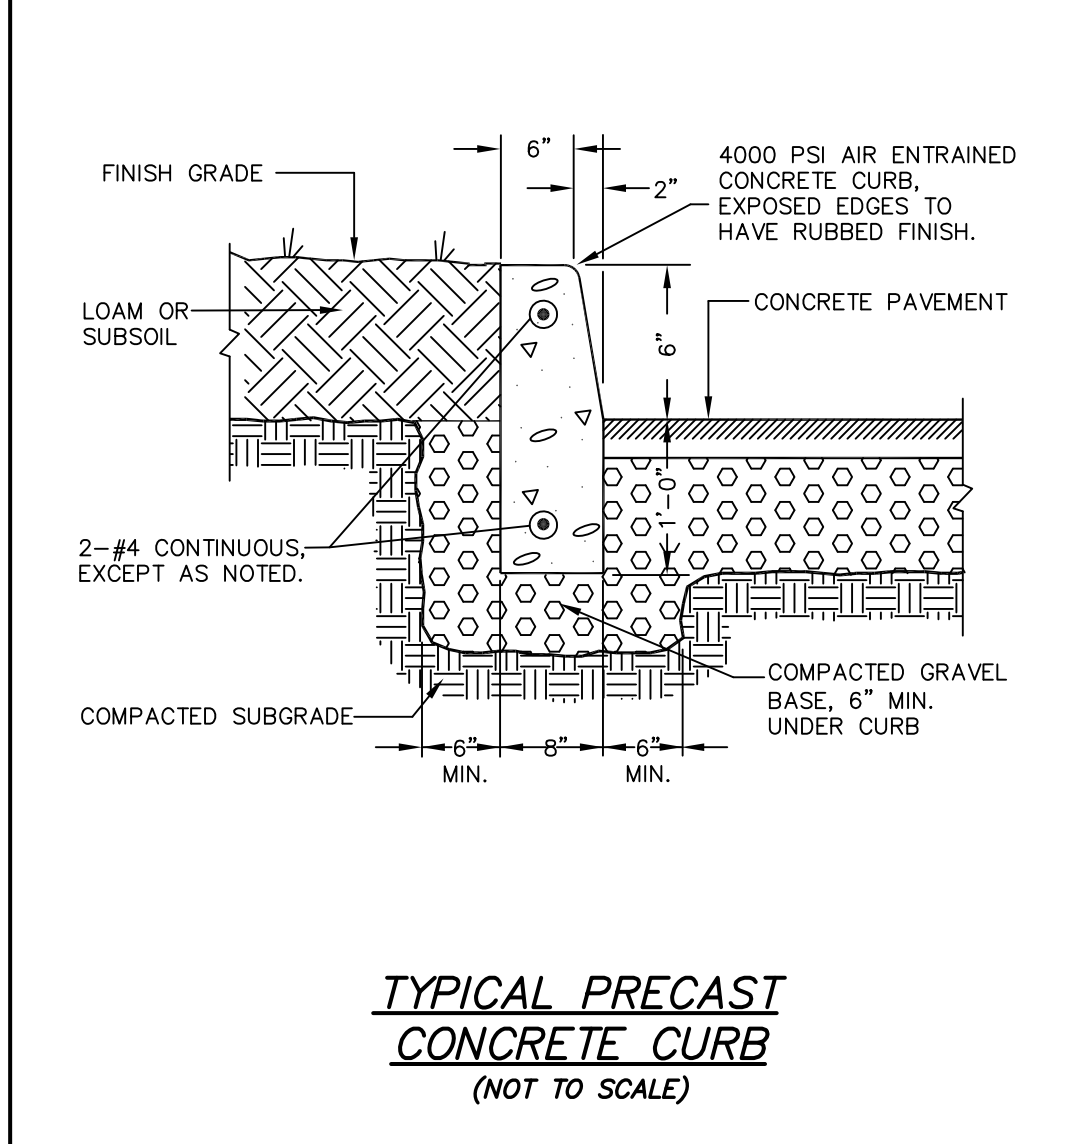 6”
2”
4000 PSI AIR ENTRAINED
CONCRETE CURB,
EXPOSED EDGES TO
HAVE RUBBED FINISH.
FINISH GRADE
LOAM OR
SUBSOIL
CONCRETE PAVEMENT
6”
1'-0”
2-#4 CONTINUOUS,
EXCEPT AS NOTED.
COMPACTED GRAVEL
BASE, 6” MIN.
UNDER CURB
COMPACTED SUBGRADE
6”
MIN.
8”
6”
MIN.
TYPICAL PRECAST
CONCRETE CURB
(NOT TO SCALE)